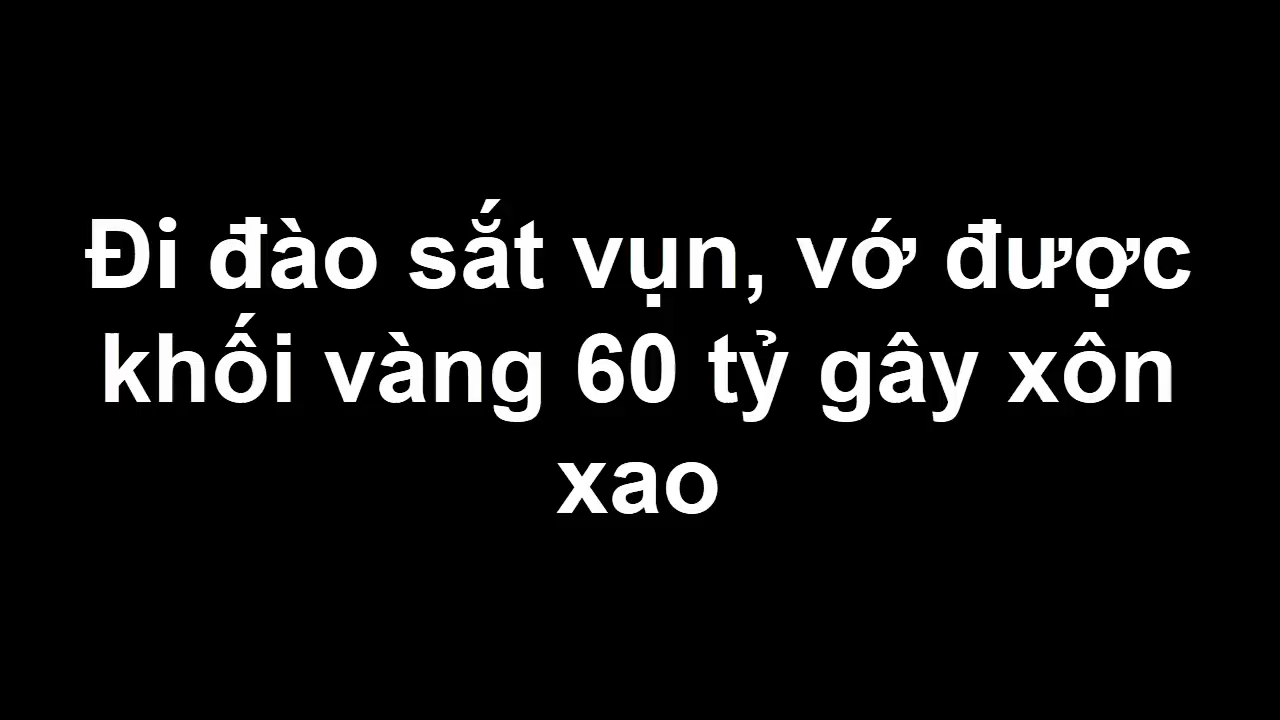 Đi đào sắt vụn, vớ được
khối vàng 60 tỷ gây xôn
xao